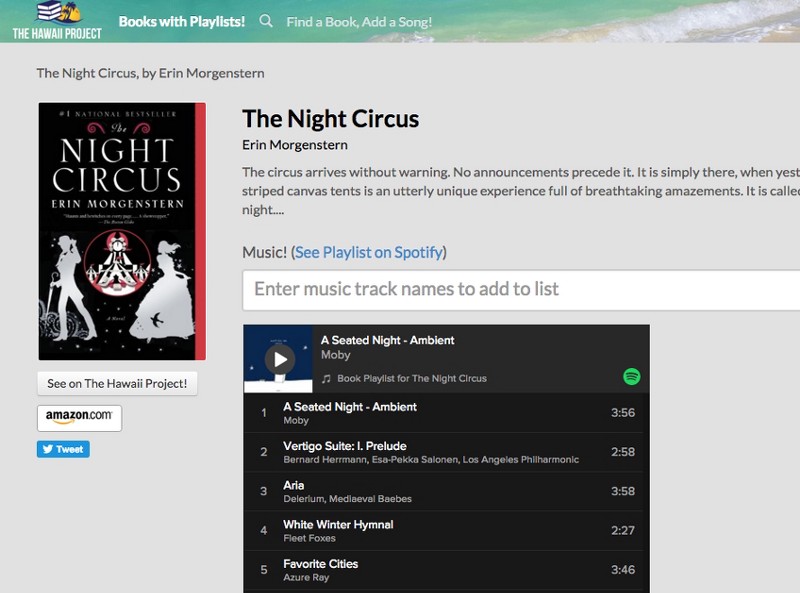 THE HAWAII PROJECT
Books with Playlists!
Find a Book, Add a Song!
The Night Circus, by Erin Morgenstern
#1 NATIONAL BESTSELLER
The
NIGHT
CIRCUS
ERIN MORGENSTERN
A Novel
See on The Hawaii Project!
amazon.com
Tweet
The Night Circus
Erin Morgenstern
The circus arrives without warning. No announcements precede it. It is simply there, when yest
striped canvas tents is an utterly unique experience full of breathtaking amazements. It is calle
night....
Music! (See Playlist on Spotify)
Enter music track names to add to list
A Seated Night - Ambient
Moby
Book Playlist for The Night Circus
1 A Seated Night - Ambient 3:56
Moby
2 Vertigo Suite: I. Prelude 2:58
Bernard Herrmann, Esa-Pekka Salonen, Los Angeles Philharmonic
3 Aria 3:58
Delerium, Mediaeval Baebes
4 White Winter Hymnal 2:27
Fleet Foxes
5 Favorite Cities 3:46
Azure Ray